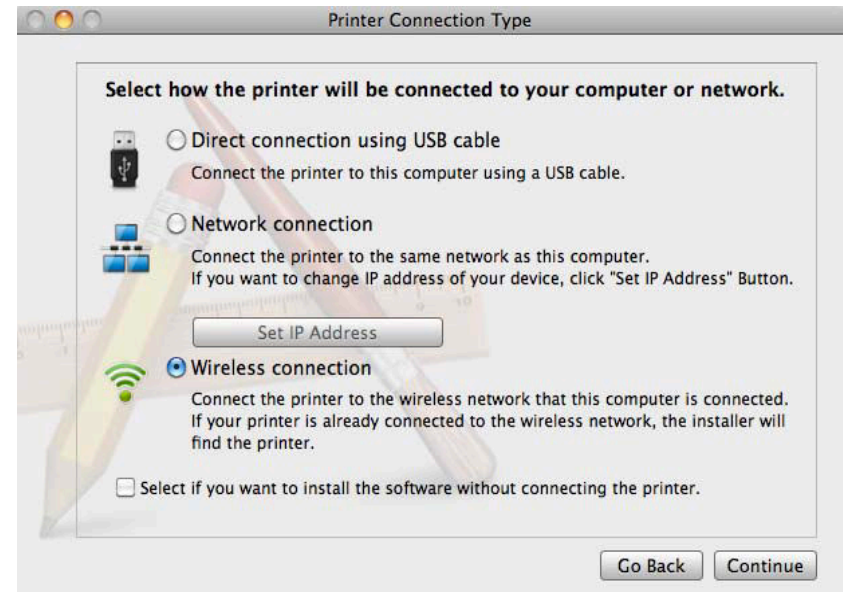 Printer Connection Type
Select how the printer will be connected to your computer or network.
Direct connection using USB cable
Connect the printer to this computer using a USB cable.
Network connection
Connect the printer to the same network as this computer.
If you want to change IP address of your device, click "Set IP Address" Button.
Set IP Address
Wireless connection
Connect the printer to the wireless network that this computer is connected.
If your printer is already connected to the wireless network, the installer will
find the printer.
Select if you want to install the software without connecting the printer.
Go Back Continue